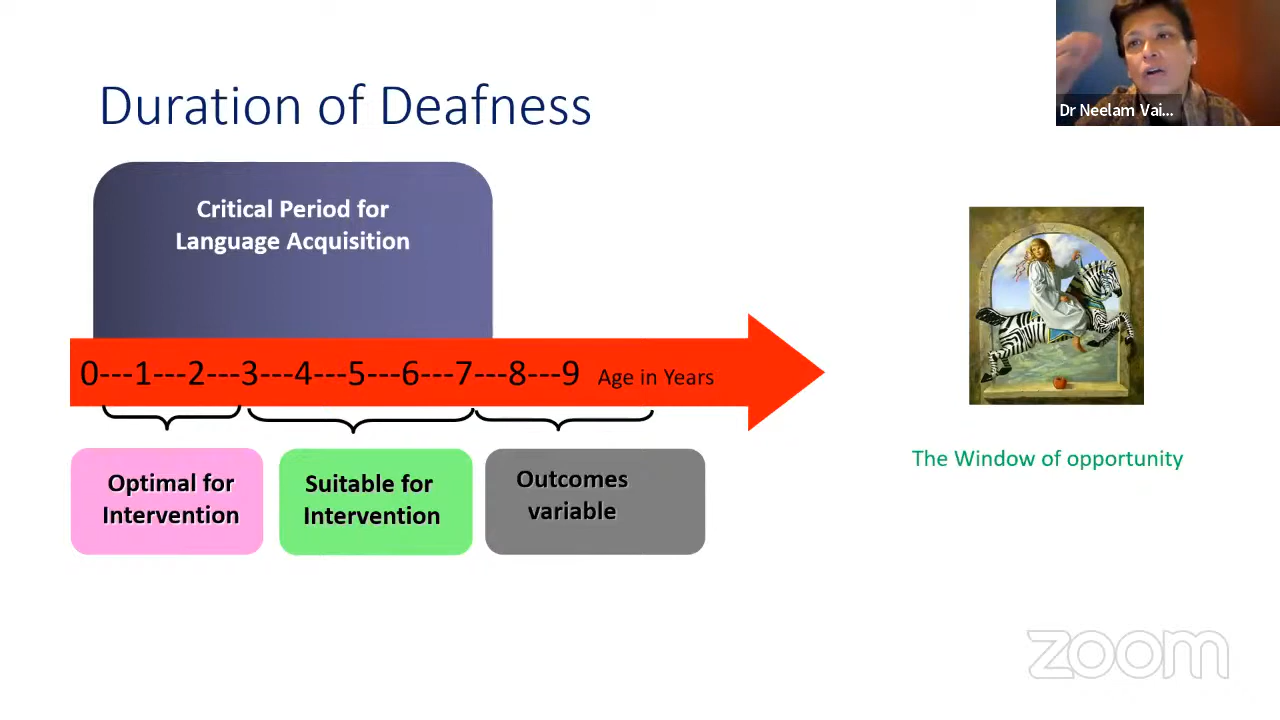 Duration of Deafness
Dr Neelam Vai...
Critical Period for
Language Acquisition
0---1---2---3---4---5---6---7---8---9 Age in Years
Optimal for
Intervention
Suitable for
Intervention
Outcomes
variable
The Window of opportunity
zoom